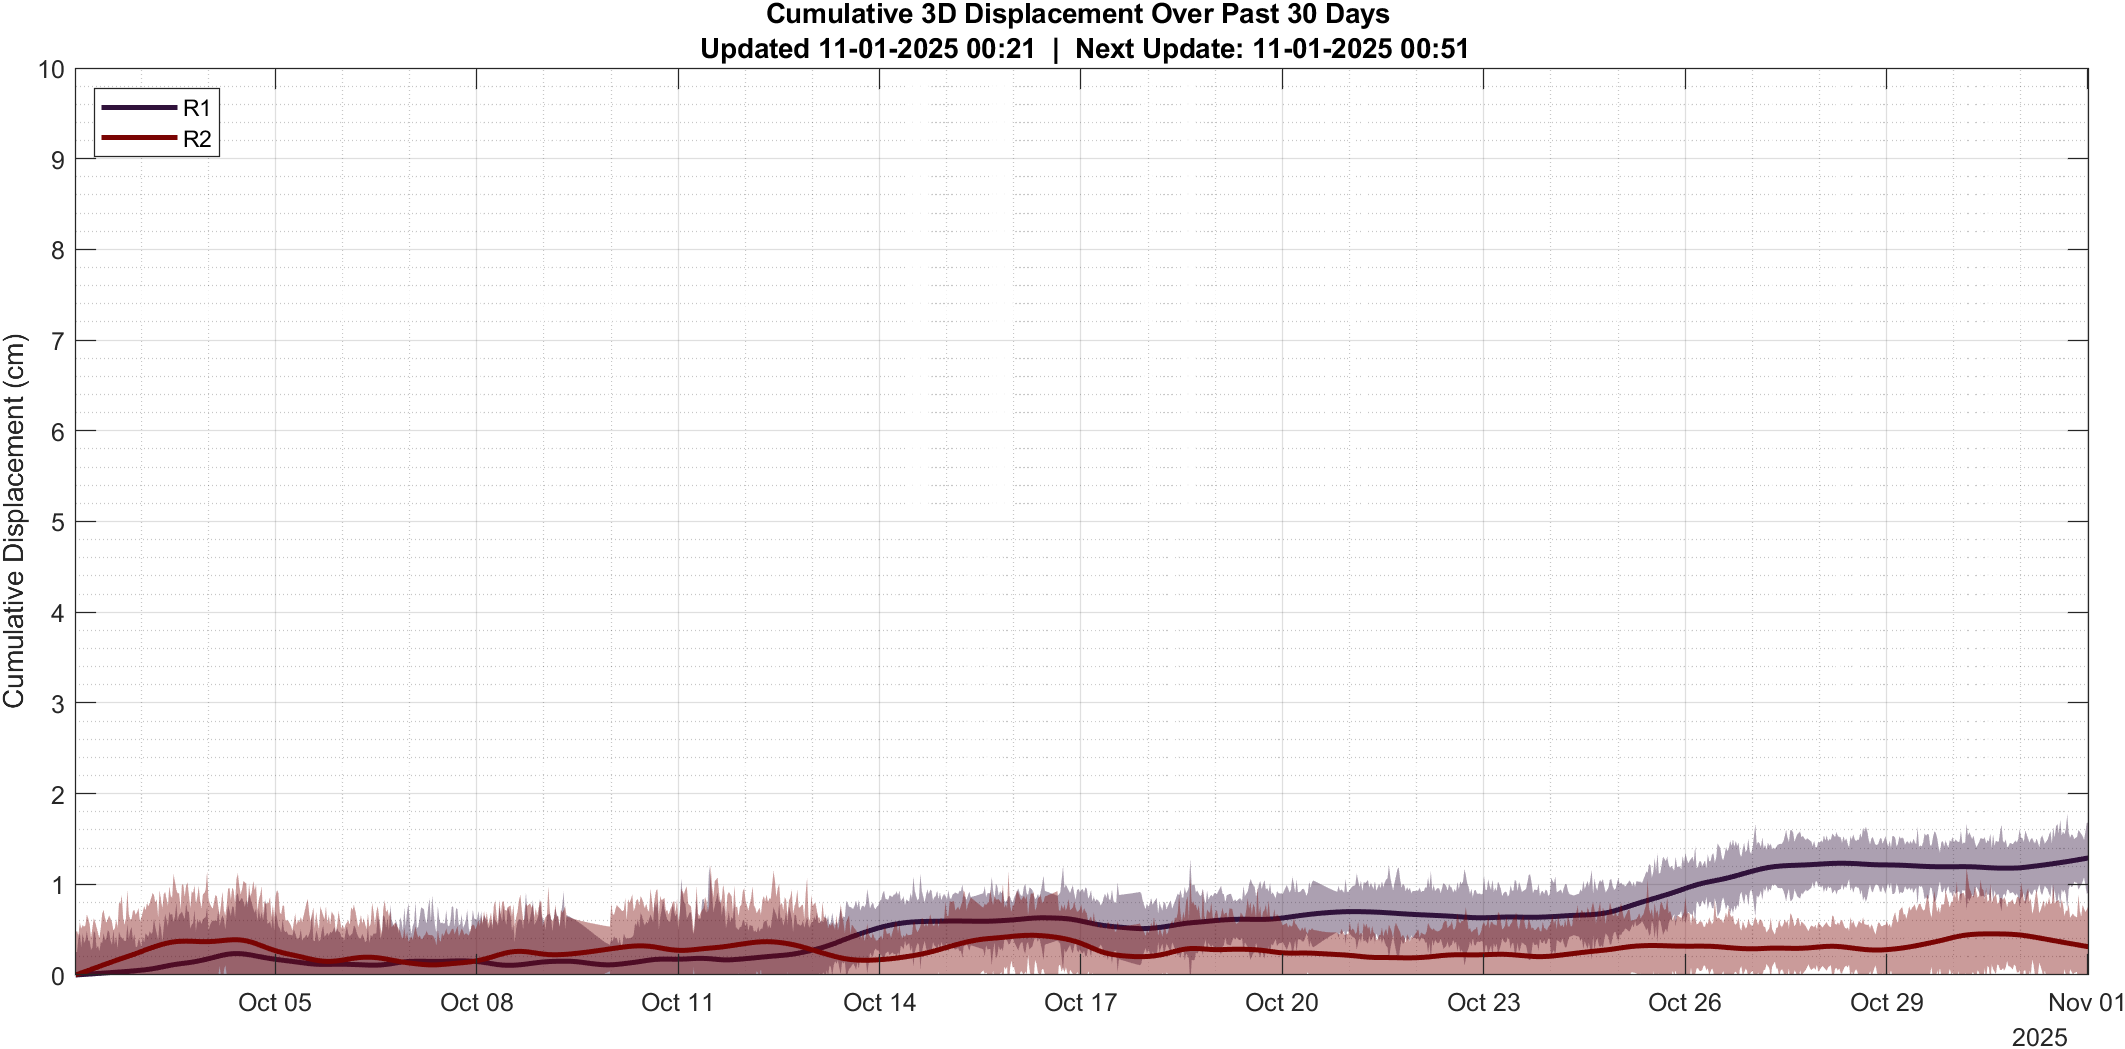 Cumulative 3D Displacement Over Past 30 Days
Updated 11-01-2025 00:21 | Next Update: 11-01-2025 00:51
R1
R2
Cumulative Displacement (cm)
10
9
8
7
6
5
4
3
2
1
0
Oct 05 Oct 08 Oct 11 Oct 14 Oct 17 Oct 20 Oct 23 Oct 26 Oct 29 Nov 01
2025